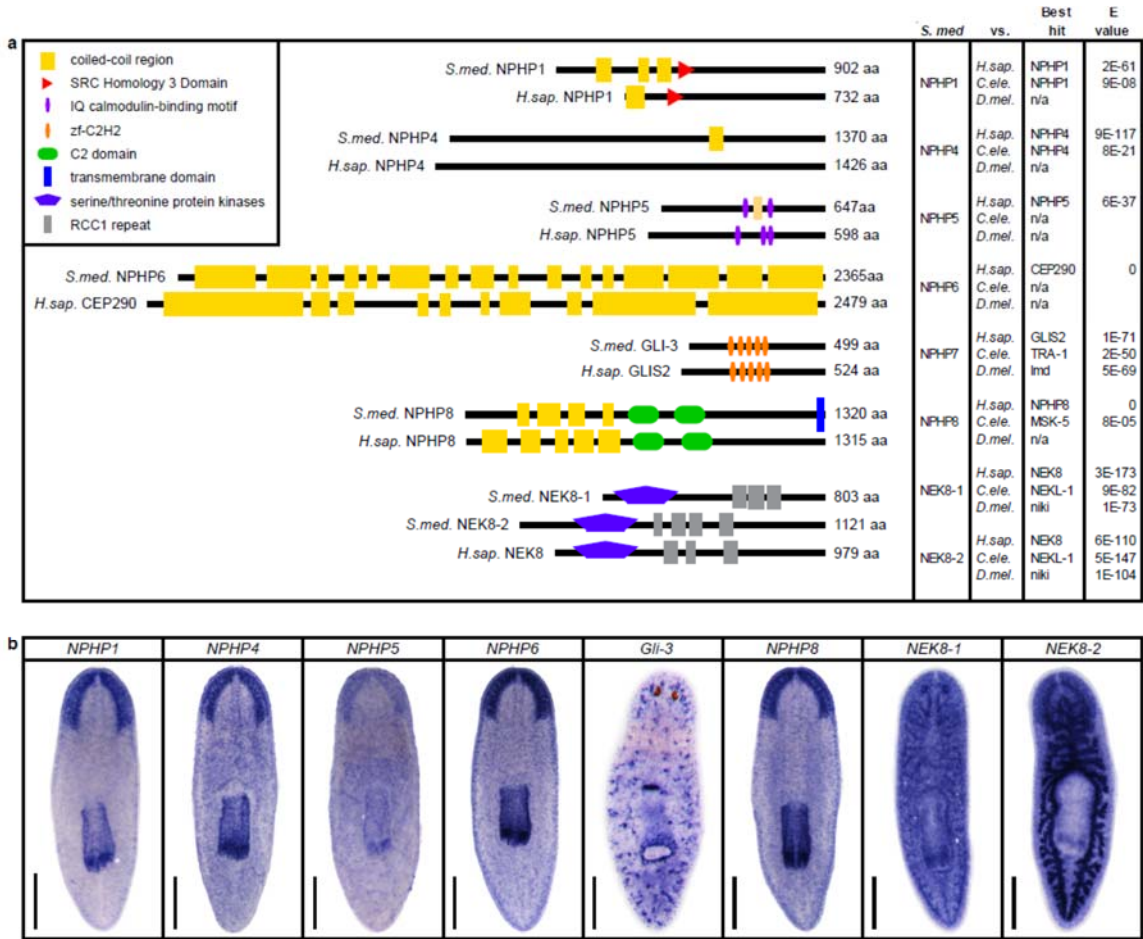 a
coiled-coil region
SRC Homology 3 Domain
IQ calmodulin-binding motif
zf-C2H2
C2 domain
transmembrane domain
serine/threonine protein kinases
RCC1 repeat
S.med. NPHP1 902 aa
H.sap. NPHP1 732 aa
S.med. NPHP4 1370 aa
H.sap. NPHP4 1426 aa
S.med. NPHP5 647aa
H.sap. NPHP5 598 aa
S.med. NPHP6 2365aa
H.sap. CEP290 2479 aa
S.med. GLI-3 499 aa
H.sap. GLIS2 524 aa
S.med. NPHP8 1320 aa
H.sap. NPHP8 1315 aa
S.med. NEK8-1 803 aa
S.med. NEK8-2 1121 aa
H.sap. NEK8 979 aa
S. med vs. Best hit E value
NPHP1
H.sap. NPHP1 2E-61
C.ele. NPHP1 9E-08
D.mel. n/a
NPHP4
H.sap. NPHP4 9E-117
C.ele. NPHP4 8E-21
D.mel. n/a
NPHP5
H.sap. NPHP5 6E-37
C.ele. n/a
D.mel. n/a
NPHP6
H.sap. CEP290 0
C.ele. n/a
D.mel. n/a
NPHP7
H.sap. GLIS2 1E-71
C.ele. TRA-1 2E-50
D.mel. lmd 5E-69
NPHP8
H.sap. NPHP8 0
C.ele. MSK-5 8E-05
D.mel. n/a
NEK8-1
H.sap. NEK8 3E-173
C.ele. NEKL-1 9E-82
D.mel. niki 1E-73
NEK8-2
H.sap. NEK8 6E-110
C.ele. NEKL-1 5E-147
D.mel. niki 1E-104
b
NPHP1 NPHP4 NPHP5 NPHP6 Gli-3 NPHP8 NEK8-1 NEK8-2